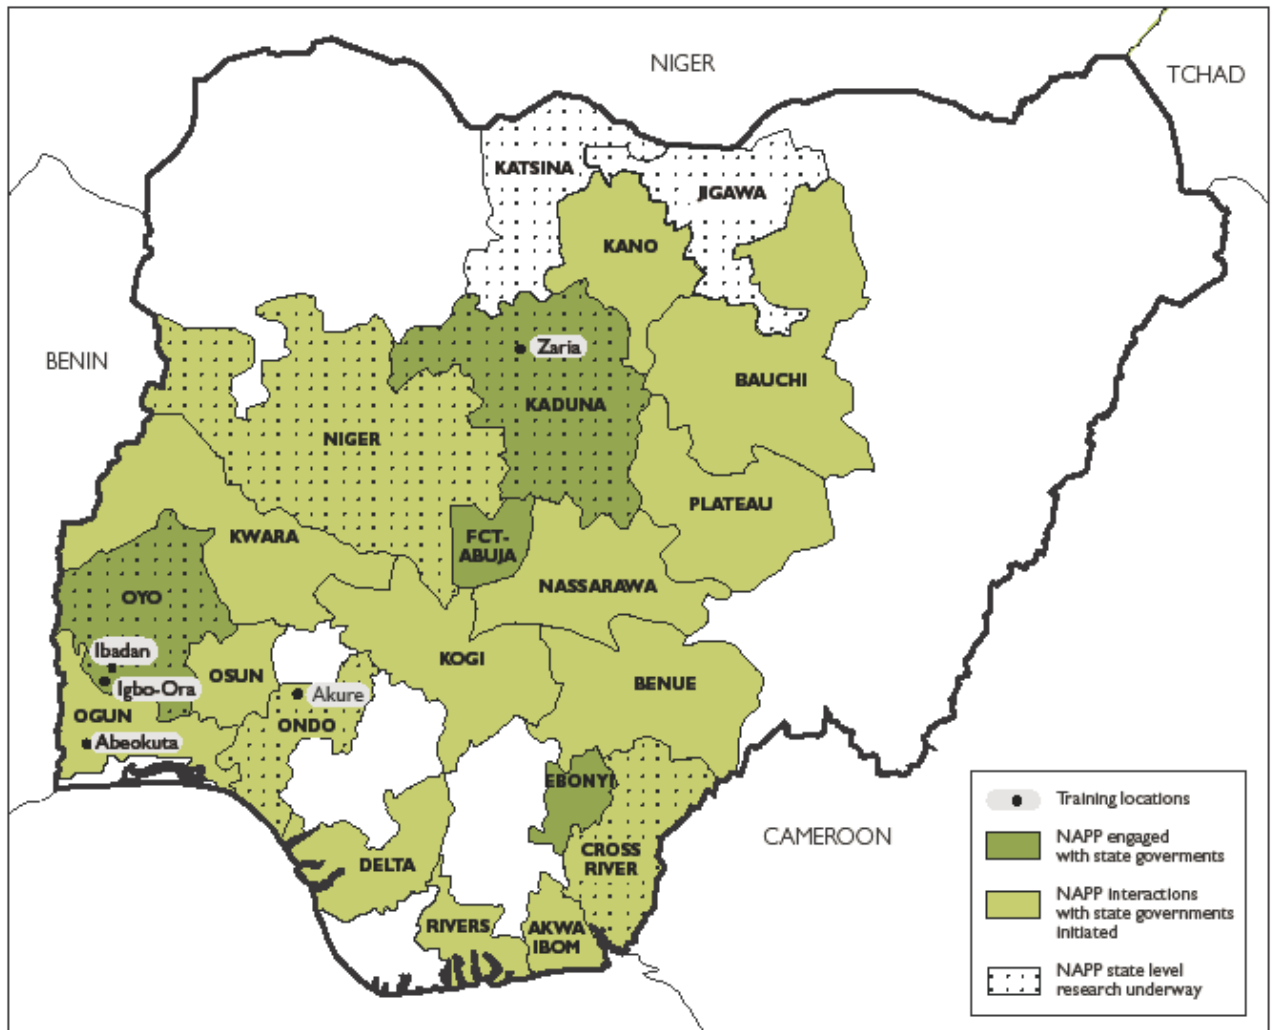 NIGER
TCHAD
KATSINA
JIGAWA
KANO
BENIN
Zaria
BAUCHI
KADUNA
NIGER
PLATEAU
KWARA
FCT-
ABUJA
NASSARAWA
OYO
Ibadan
OSUN
KOGI
BENUE
Igbo-Ora
Akure
OGUN
ONDO
Abeokuta
EBONYI
CAMEROON
CROSS
RIVER
DELTA
RIVERS
AKWA
IBOM
Training locations
NAPP engaged
with state goverments
NAPP interactions
with state governments
initiated
NAPP state level
research underway